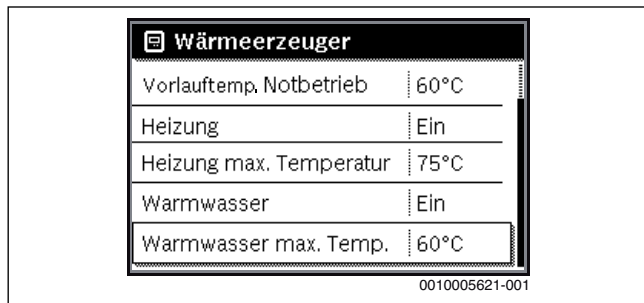 Wärmeerzeuger
Vorlauftemp. Notbetrieb 60°C
Heizung Ein
Heizung max. Temperatur 75°C
Warmwasser Ein
Warmwasser max. Temp. 60°C
0010005621-001